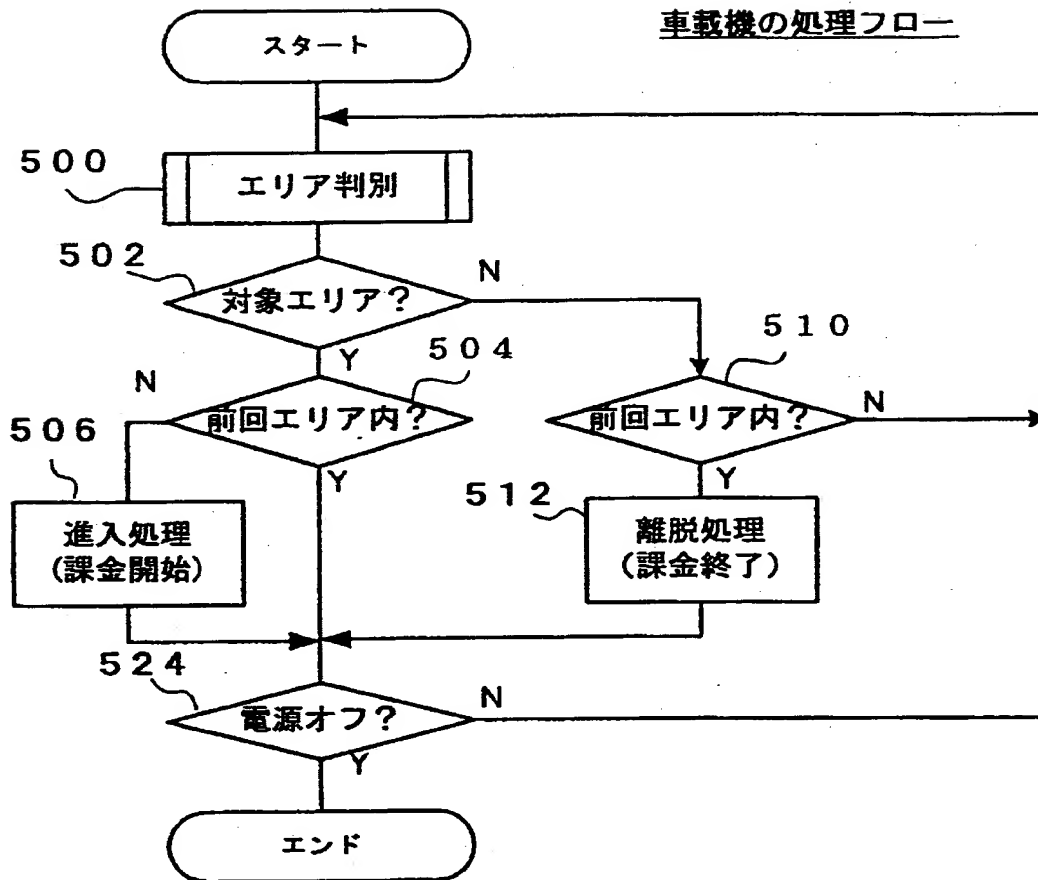 車載機の処理フロー
スタート
500
エリア判別
502
対象エリア?
N
Y
504
510
N
前回エリア内?
前回エリア内?
N
506
Y
Y
512
進入処理
(課金開始)
離脱処理
(課金終了)
524
電源オフ?
N
Y
エンド